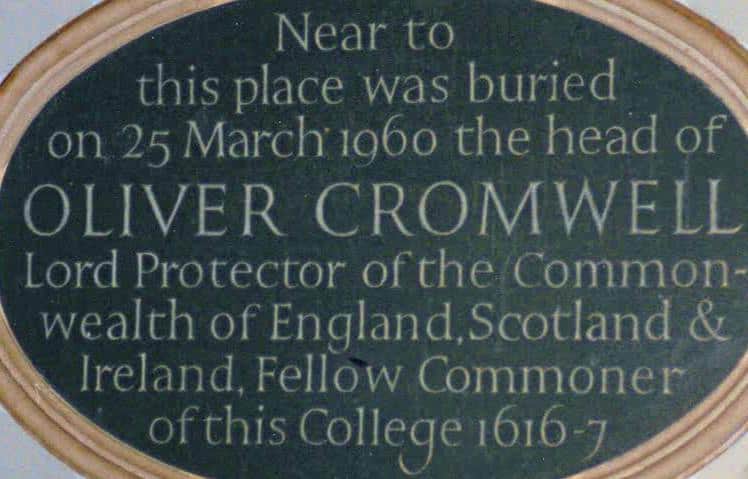 Near to
this place was buried
on 25 March 1960 the head of
OLIVER CROMWELL
Lord Protector of the Common-
wealth of England, Scotland &
Ireland, Fellow Commoner
of this College 1616-7